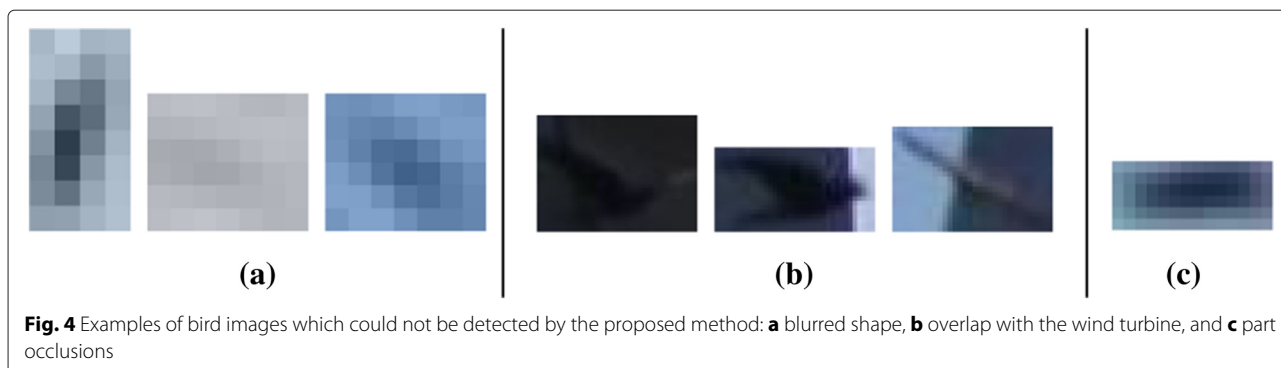 (a)
(b)
(c)
Fig. 4 Examples of bird images which could not be detected by the proposed method: a blurred shape, b overlap with the wind turbine, and c part
occlusions